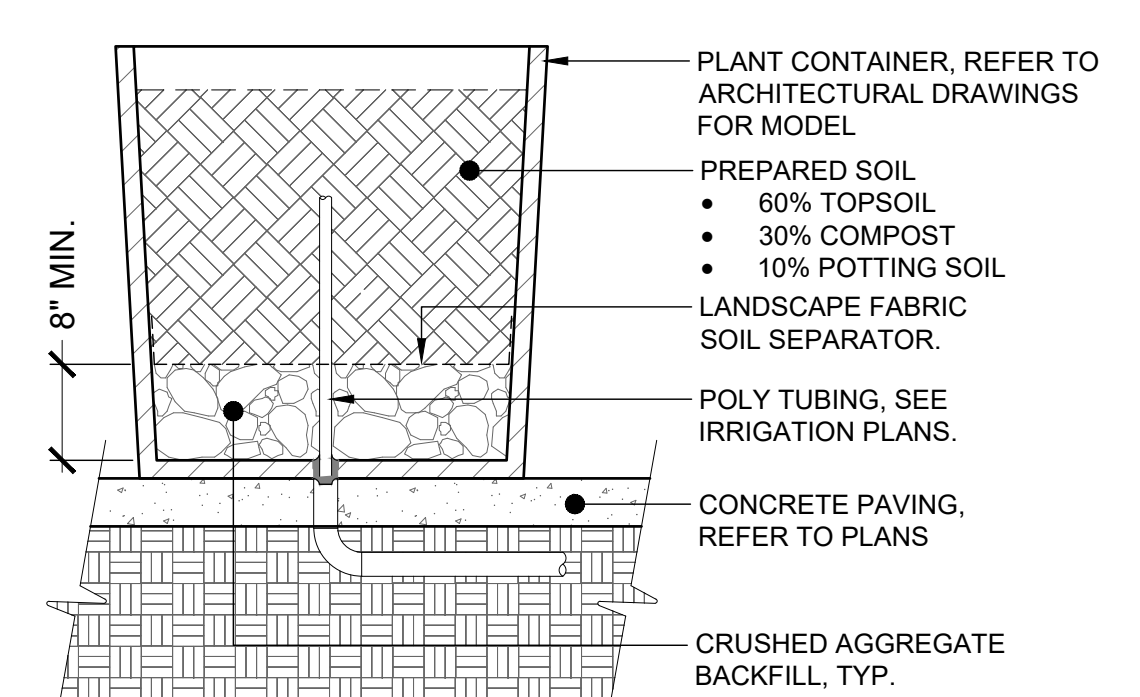 PLANT CONTAINER, REFER TO
ARCHITECTURAL DRAWINGS
FOR MODEL
PREPARED SOIL
• 60% TOPSOIL
• 30% COMPOST
• 10% POTTING SOIL
8" MIN.
LANDSCAPE FABRIC
SOIL SEPARATOR.
POLY TUBING, SEE
IRRIGATION PLANS.
CONCRETE PAVING,
REFER TO PLANS
CRUSHED AGGREGATE
BACKFILL, TYP.